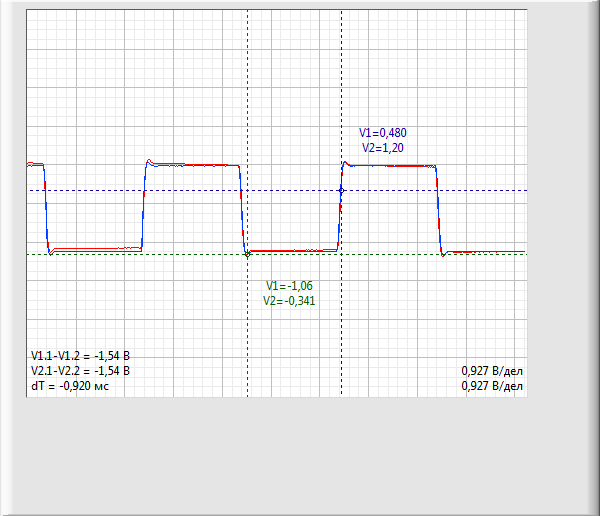 V1=0,480
V2=1,20
V1=-1,06
V2=-0,341
V1.1-V1.2 = -1,54 В
V2.1-V2.2 = -1,54 В
dT = -0,920 мс
0,927 В/дел
0,927 В/дел